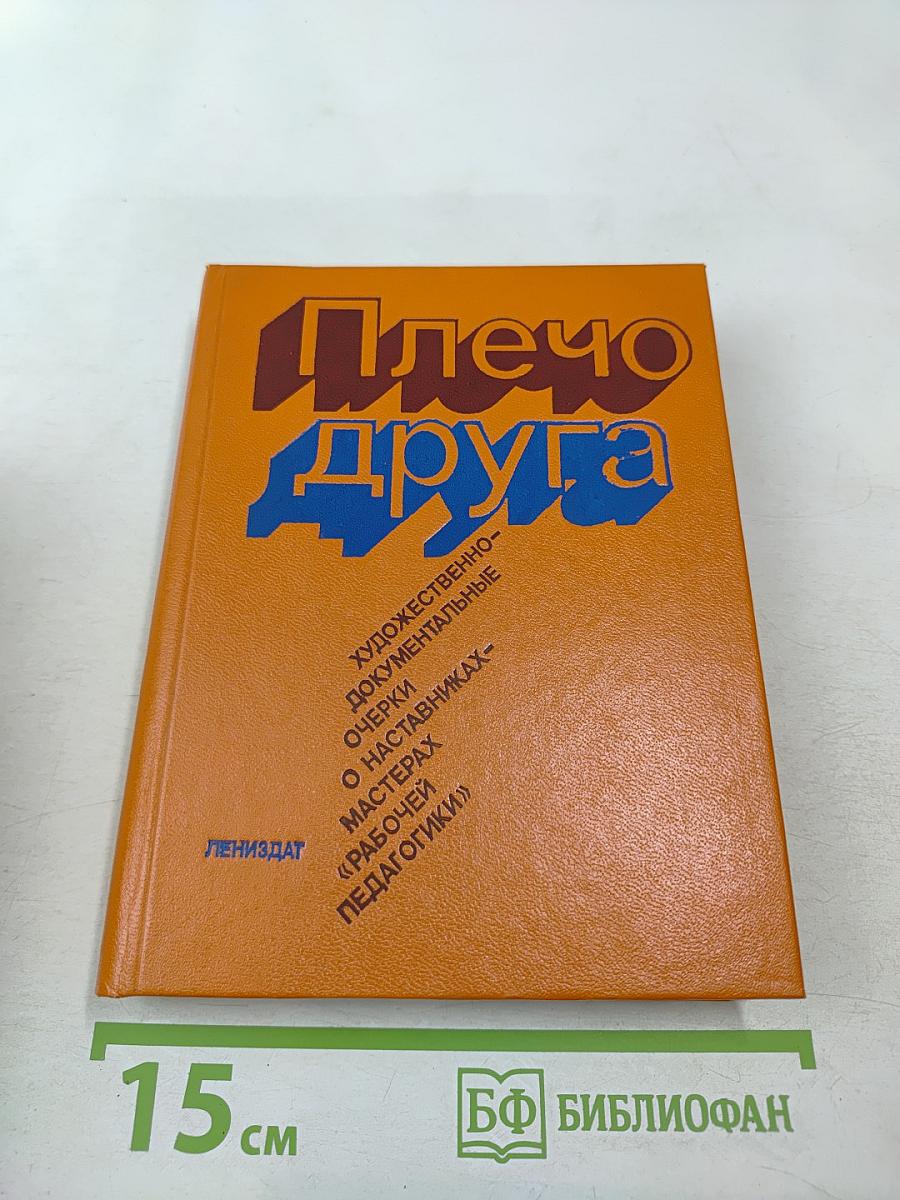 Плечо
друга
ХУДОЖЕСТВЕННО-
ДОКУМЕНТАЛЬНЫЕ
ОЧЕРКИ
О НАСТАВНИКАХ-
МАСТЕРАХ
«РАБОЧЕЙ
ПЕДАГОГИКИ»
ЛЕНИЗДАТ
15 см
БФ БИБЛИОФАН